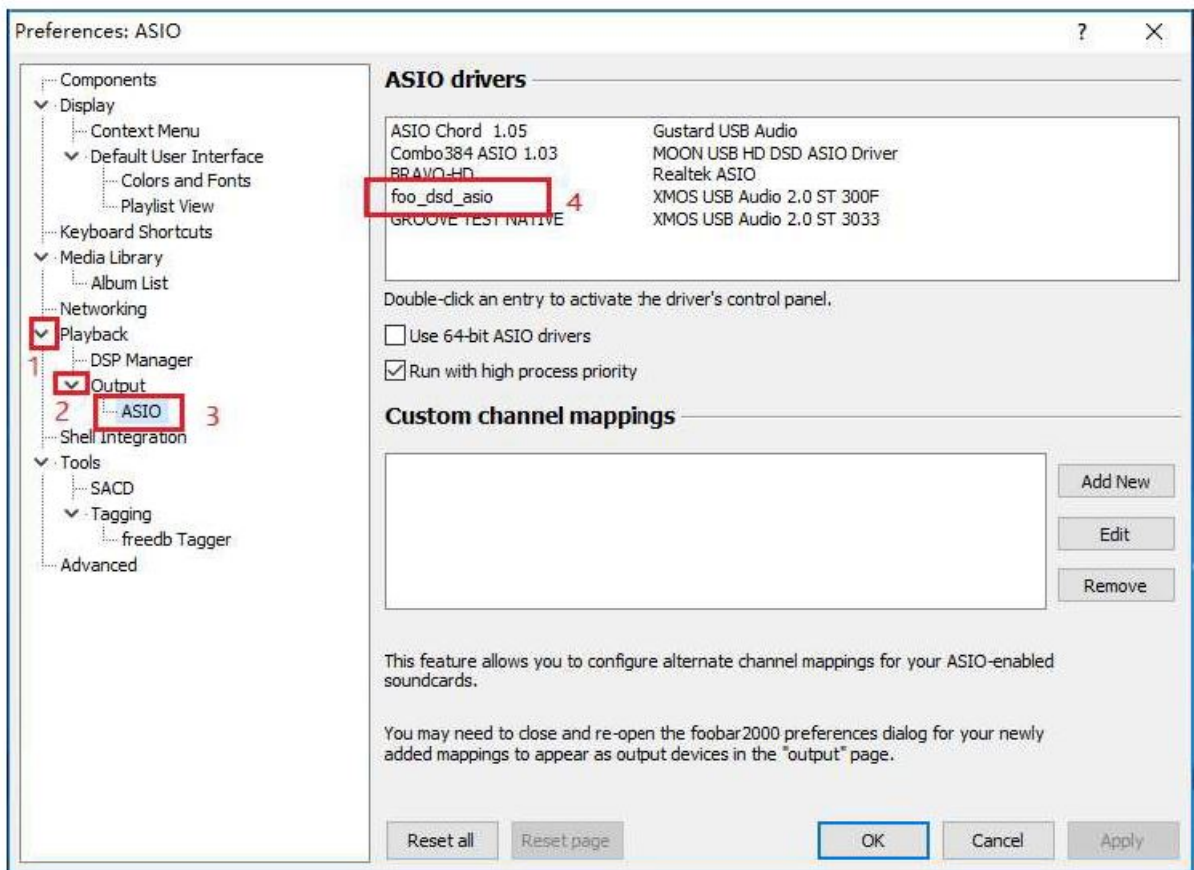 Preferences: ASIO
?
Components
Display
Context Menu
Default User Interface
Colors and Fonts
Playlist View
Keyboard Shortcuts
Media Library
Album List
Networking
Playback
1
DSP Manager
Output
2
ASIO
3
Shell Integration
Tools
SACD
Tagging
freedb Tagger
Advanced
ASIO drivers
ASIO Chord 1.05
Combo384 ASIO 1.03
BRAVO-HD
foo_dsd_asio
4
GROOVE TEST NATIVE
Gustard USB Audio
MOON USB HD DSD ASIO Driver
Realtek ASIO
XMOS USB Audio 2.0 ST 300F
XMOS USB Audio 2.0 ST 3033
Double-click an entry to activate the driver's control panel.
Use 64-bit ASIO drivers
Run with high process priority
Custom channel mappings
Add New
Edit
Remove
This feature allows you to configure alternate channel mappings for your ASIO-enabled
soundcards.
You may need to close and re-open the foobar2000 preferences dialog for your newly
added mappings to appear as output devices in the "output" page.
Reset all
Reset page
OK
Cancel
Apply